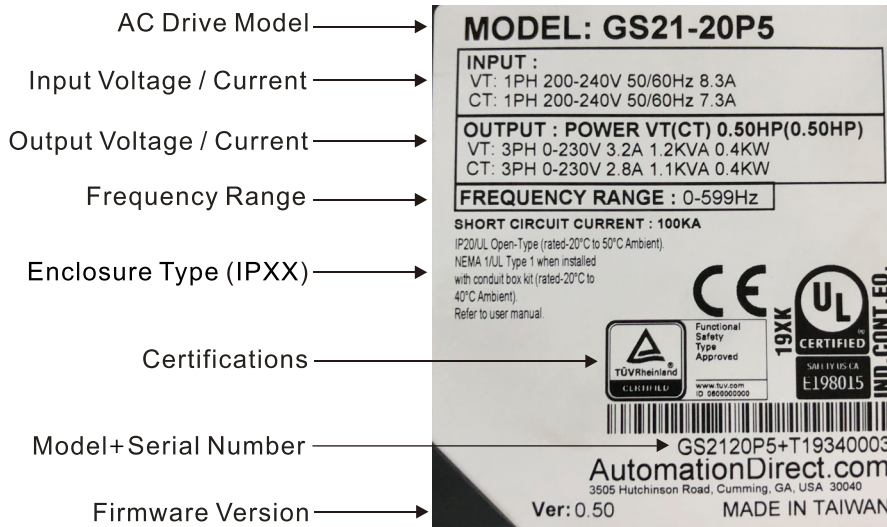 AC Drive Model
MODEL: GS21-20P5
Input Voltage / Current
INPUT :
VT: 1PH 200-240V 50/60Hz 8.3A
CT: 1PH 200-240V 50/60Hz 7.3A
Output Voltage / Current
OUTPUT : POWER VT(CT) 0.50HP(0.50HP)
VT: 3PH 0-230V 3.2A 1.2KVA 0.4KW
CT: 3PH 0-230V 2.8A 1.1KVA 0.4KW
Frequency Range
FREQUENCY RANGE : 0-599Hz
SHORT CIRCUIT CURRENT : 100KA
Enclosure Type (IPXX)
IP20/UL Open-Type (rated-20°C to 50°C Ambient).
NEMA 1/UL Type 1 when installed
with conduit box kit (rated-20°C to
40°C Ambient).
Refer to user manual.
CE
19XK
UL
CERTIFIED
SAFETY US CA
E198015
IND. CONT. EQ.
Certifications
TÜVRheinland
CERTIFIED
Functional
Safety
Type
Approved
www.tuv.com
ID 0600000000
Model+Serial Number
GS2120P5+T19340003
AutomationDirect.com
3505 Hutchinson Road, Cumming, GA, USA 30040
Firmware Version
Ver: 0.50
MADE IN TAIWAN